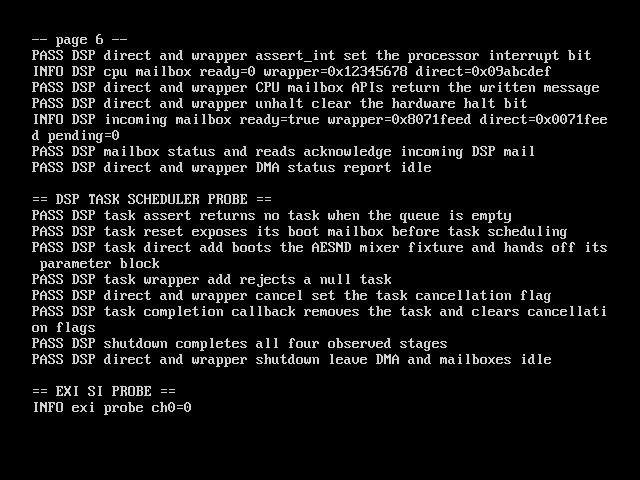 -- page 6 --
PASS DSP direct and wrapper assert_int set the processor interrupt bit
INFO DSP cpu mailbox ready=0 wrapper=0x12345678 direct=0x09abcdef
PASS DSP direct and wrapper CPU mailbox APIs return the written message
PASS DSP direct and wrapper unhalt clear the hardware halt bit
INFO DSP incoming mailbox ready=true wrapper=0x8071feed direct=0x0071fee
d pending=0
PASS DSP mailbox status and reads acknowledge incoming DSP mail
PASS DSP direct and wrapper DMA status report idle
== DSP TASK SCHEDULER PROBE ==
PASS DSP task assert returns no task when the queue is empty
PASS DSP task reset exposes its boot mailbox before task scheduling
PASS DSP task direct add boots the AESND mixer fixture and hands off its
 parameter block
PASS DSP task wrapper add rejects a null task
PASS DSP direct and wrapper cancel set the task cancellation flag
PASS DSP task completion callback removes the task and clears cancellati
on flags
PASS DSP shutdown completes all four observed stages
PASS DSP direct and wrapper shutdown leave DMA and mailboxes idle
== EXI SI PROBE ==
INFO exi probe ch0=0